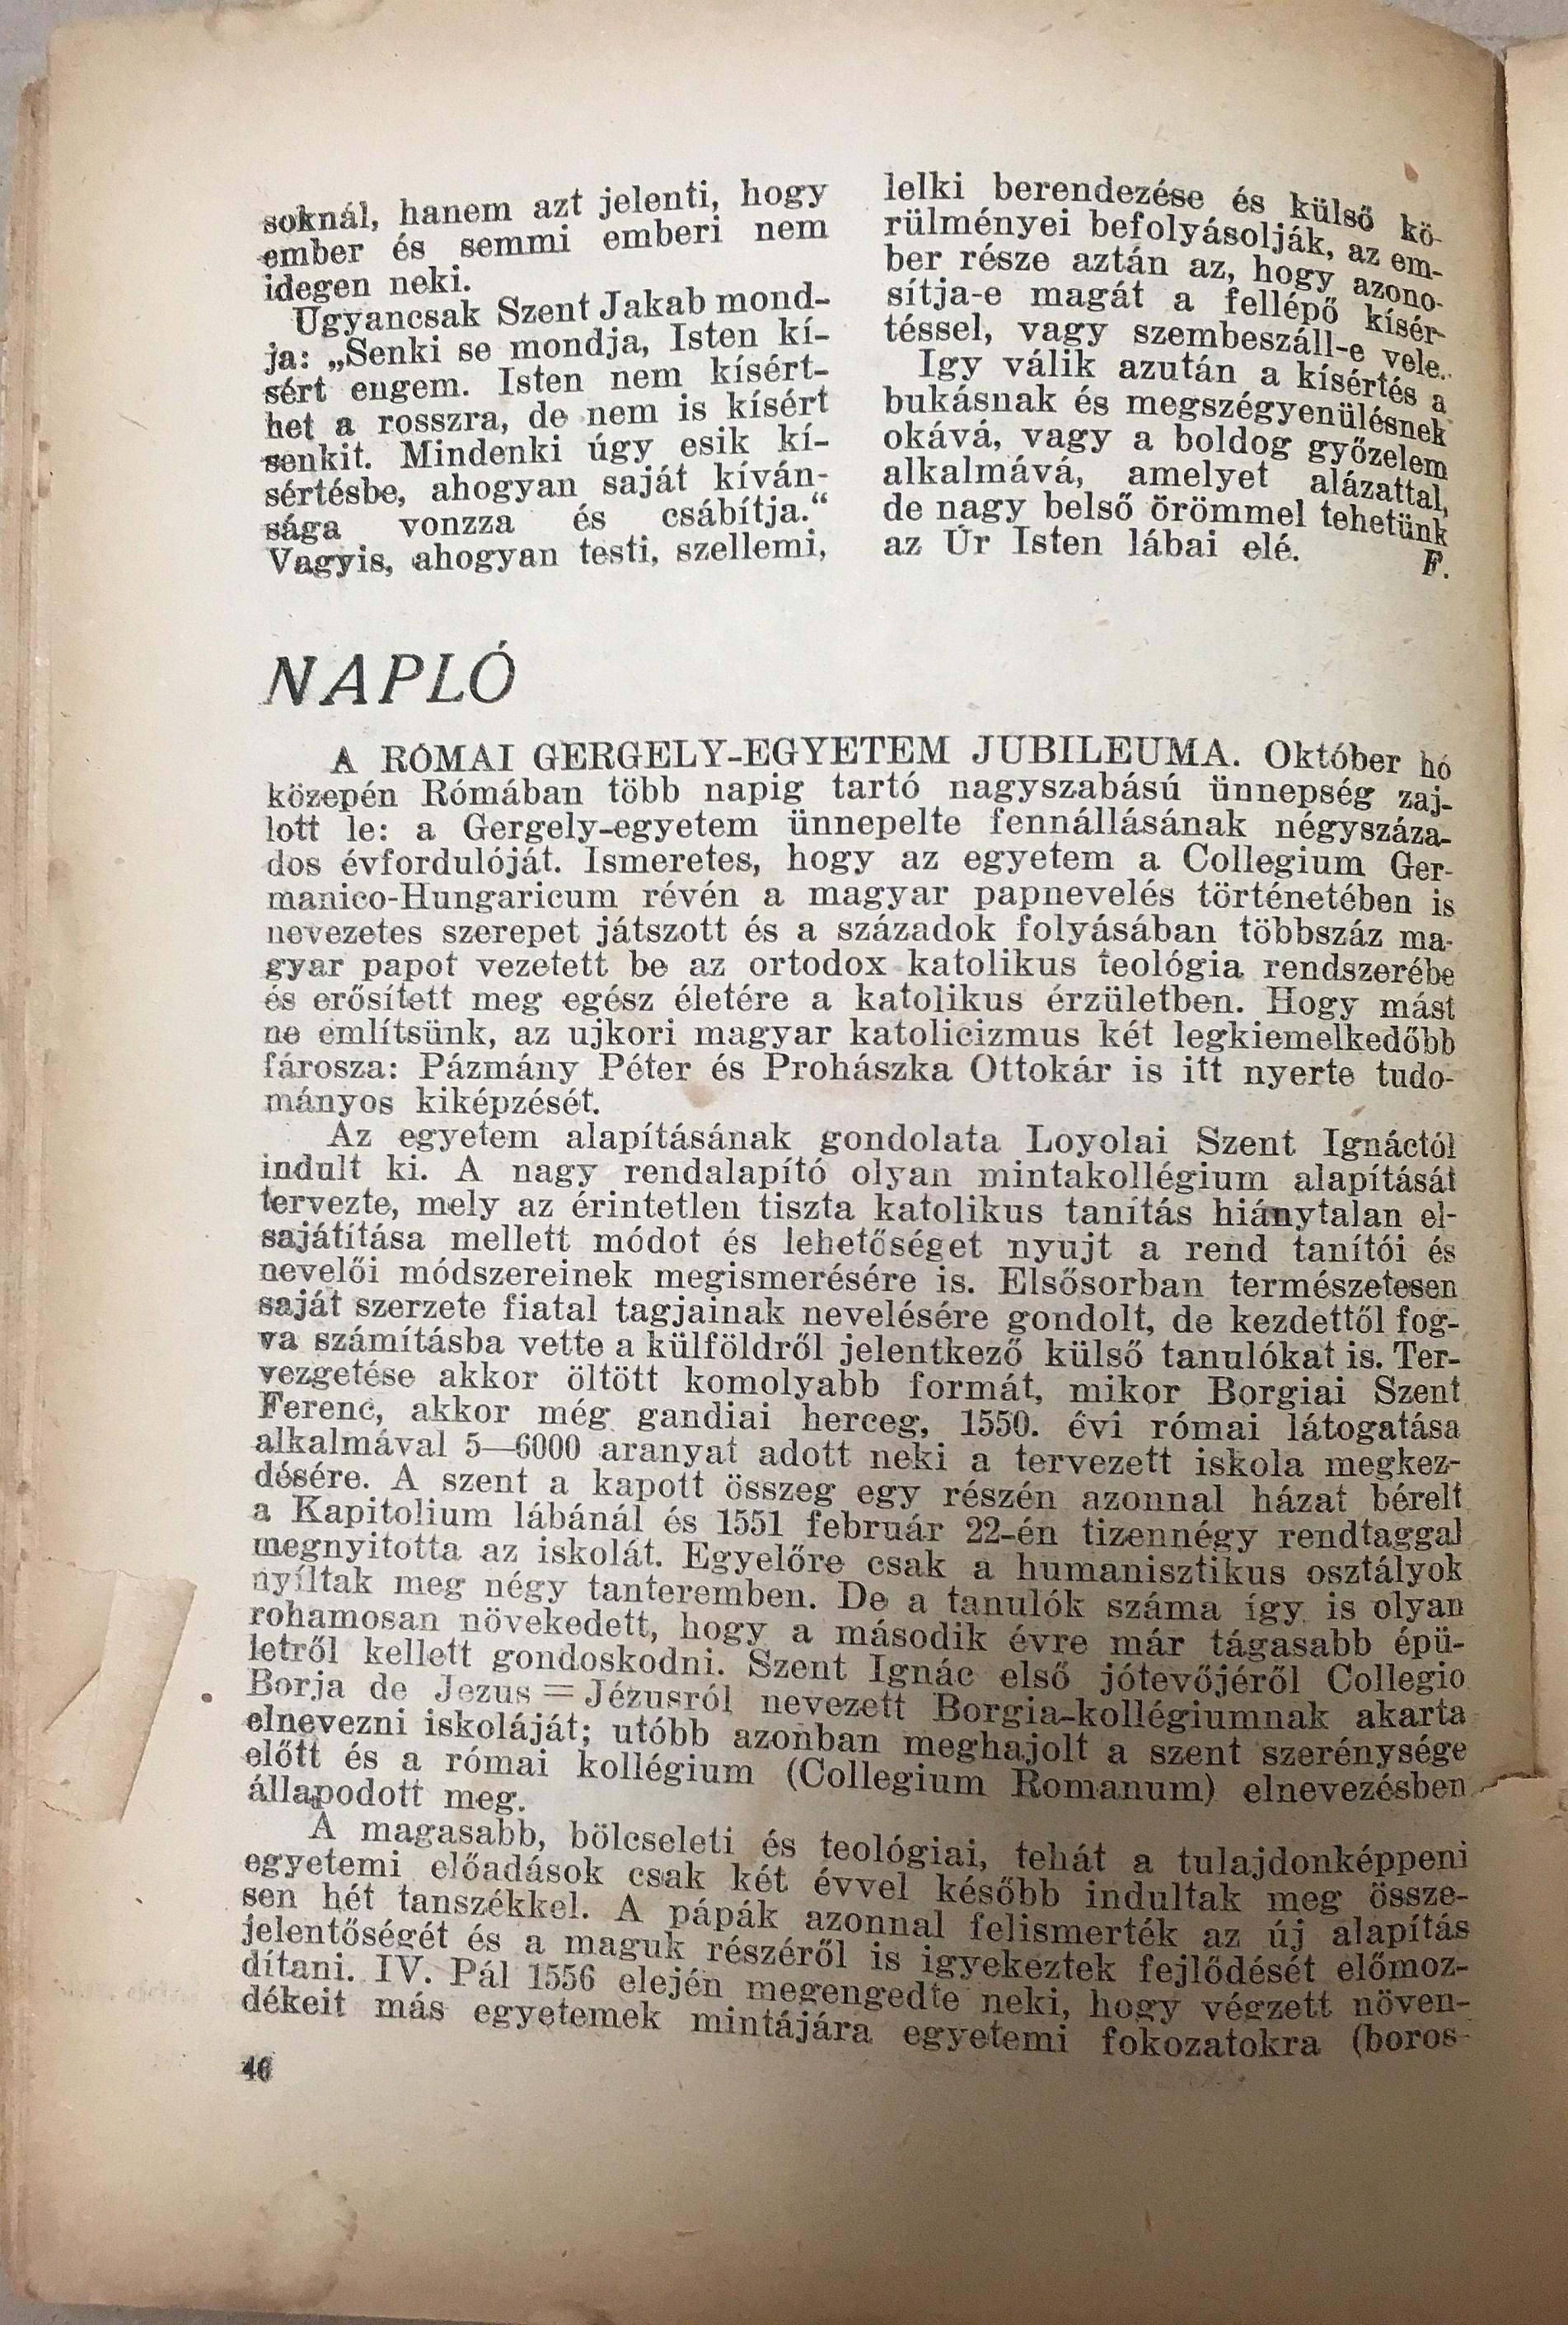 soknál, hanem azt jelenti, hogy
ember és semmi emberi nem
idegen neki.
Ugyancsak Szent Jakab mond-
ja: „Senki se mondja, Isten kí-
sért engem. Isten nem kísért-
het a rosszra, de nem is kísért
senkit. Mindenki úgy esik kí-
sértésbe, ahogyan saját kíván-
sága vonzza és csábítja.“
Vagyis, ahogyan testi, szellemi,
lelki berendezése és külső kö-
rülményei befolyásolják, az em-
ber része aztán az, hogy azono-
sítja-e magát a fellépő kísér-
téssel, vagy szembeszáll-e vele.
Igy válik azután a kísértés a
bukásnak és megszégyenülésnek
okává, vagy a boldog győzelem
alkalmává, amelyet alázattal,
de nagy belső örömmel tehetünk
az Úr Isten lábai elé.
F.
NAPLÓ
A RÓMAI GERGELY-EGYETEM JUBILEUMA. Október hó
közepén Rómában több napig tartó nagyszabású ünnepség zaj-
lott le: a Gergely-egyetem ünnepelte fennállásának négyszáza-
dos évfordulóját. Ismeretes, hogy az egyetem a Collegium Ger-
manico-Hungaricum révén a magyar papnevelés történetében is
nevezetes szerepet játszott és a századok folyásában többszáz ma-
gyar papot vezetett be az ortodox katolikus teológia rendszerébe
és erősített meg egész életére a katolikus érzületben. Hogy mást
ne említsünk, az ujkori magyar katolicizmus két legkiemelkedőbb
fárosza: Pázmány Péter és Prohászka Ottokár is itt nyerte tudo-
mányos kiképzését.
Az egyetem alapításának gondolata Loyolai Szent Ignáctól
indult ki. A nagy rendalapító olyan mintakollégium alapítását
tervezte, mely az érintetlen tiszta katolikus tanítás hiánytalan el-
sajátítása mellett módot és lehetőséget nyujt a rend tanítói és
nevelői módszereinek megismerésére is. Elsősorban természetesen
saját szerzete fiatal tagjainak nevelésére gondolt, de kezdettől fog-
va számításba vette a külföldről jelentkező külső tanulókat is. Ter-
vezgetése akkor öltött komolyabb formát, mikor Borgiai Szent
Ferenc, akkor még gandiai herceg, 1550. évi római látogatása
alkalmával 5—6000 aranyat adott neki a tervezett iskola megkez-
désére. A szent a kapott összeg egy részén azonnal házat bérelt
a Kapitolium lábánál és 1551 február 22-én tizennégy rendtaggal
megnyitotta az iskolát. Egyelőre csak a humanisztikus osztályok
nyíltak meg négy tanteremben. De a tanulók száma így is olyan
rohamosan növekedett, hogy a második évre már tágasabb épü-
letről kellett gondoskodni. Szent Ignác első jótevőjéről Collegio
Borja de Jezus = Jézusról nevezett Borgia-kollégiumnak akarta
elnevezni iskoláját; utóbb azonban meghajolt a szent szerénysége
előtt és a római kollégium (Collegium Romanum) elnevezésben
állapodott meg.
A magasabb, bölcseleti és teológiai, tehát a tulajdonképpeni
egyetemi előadások csak két évvel később indultak meg össze-
sen hét tanszékkel. A pápák azonnal felismerték az új alapítás
jelentőségét és a maguk részéről is igyekeztek fejlődését előmoz-
dítani. IV. Pál 1556 elején megengedte neki, hogy végzett növen-
dékeit más egyetemek mintájára egyetemi fokozatokra (boros-
46